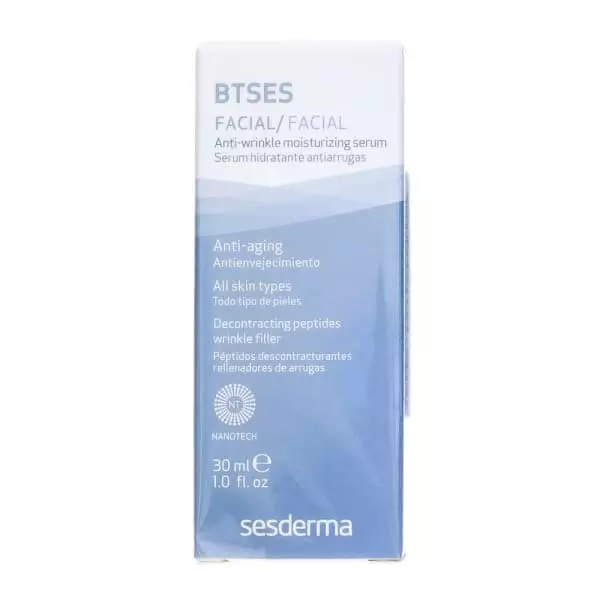 BTSES
FACIAL/ FACIAL
Anti-wrinkle moisturizing serum
Serum hidratante antiarrugas
Anti-aging
Antienvejecimiento
All skin types
Todo tipo de pieles
Decontracting peptides
wrinkle filler
Péptidos descontracturantes
rellenadores de arrugas
NT
NANOTECH
30 ml ℮
1.0 fl. oz
sesderma